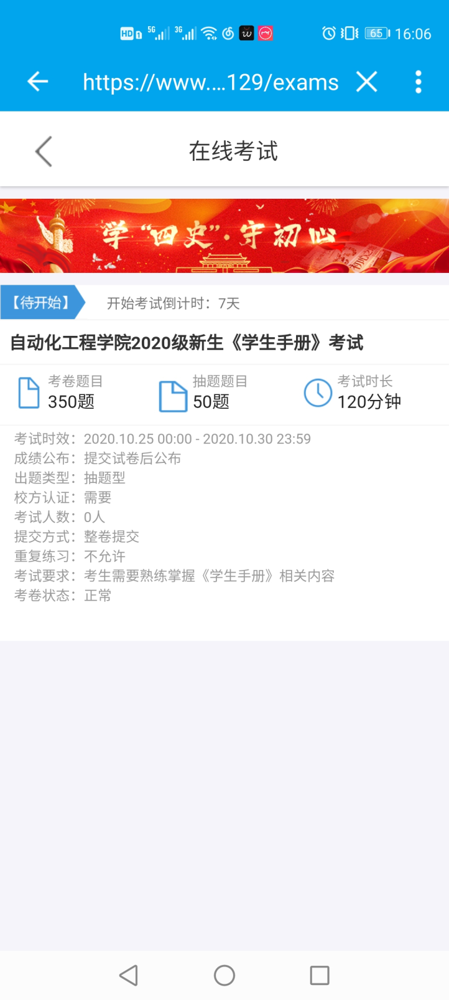 HD 1 5G 3G 65 16:06
https://www....129/exams
在线考试
学“四史”·守初心
【待开始】 开始考试倒计时：7天
自动化工程学院2020级新生《学生手册》考试
考卷题目 抽题题目 考试时长
350题 50题 120分钟
考试时效：2020.10.25 00:00 - 2020.10.30 23:59
成绩公布：提交试卷后公布
出题类型：抽题型
校方认证：需要
考试人数：0人
提交方式：整卷提交
重复练习：不允许
考试要求：考生需要熟练掌握《学生手册》相关内容
考卷状态：正常